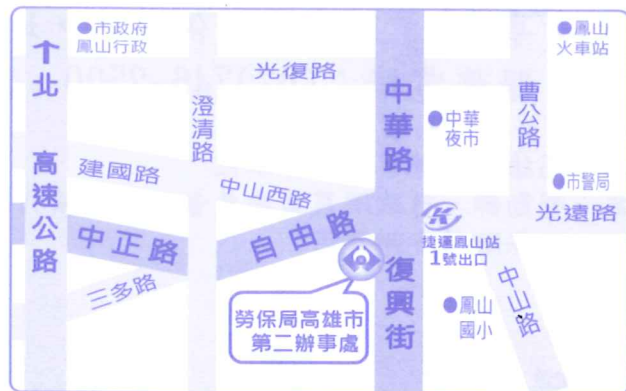 ●市政府
鳳山行政
●鳳山
火車站
北
光復路
中華路
曹公路
澄清路
●中華
夜市
高速公路
建國路
中山西路
●市警局
光遠路
中正路
自由路
捷運鳳山站
1號出口
三多路
復興街
中山路
●鳳山
國小
勞保局高雄市
第二辦事處